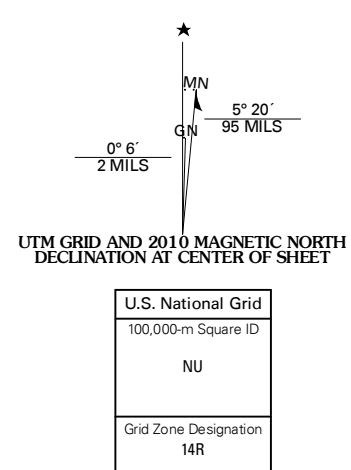 ★
MN
5° 20´
95 MILS
GN
0° 6´
2 MILS
UTM GRID AND 2010 MAGNETIC NORTH
DECLINATION AT CENTER OF SHEET
U.S. National Grid
100,000-m Square ID
NU
Grid Zone Designation
14R